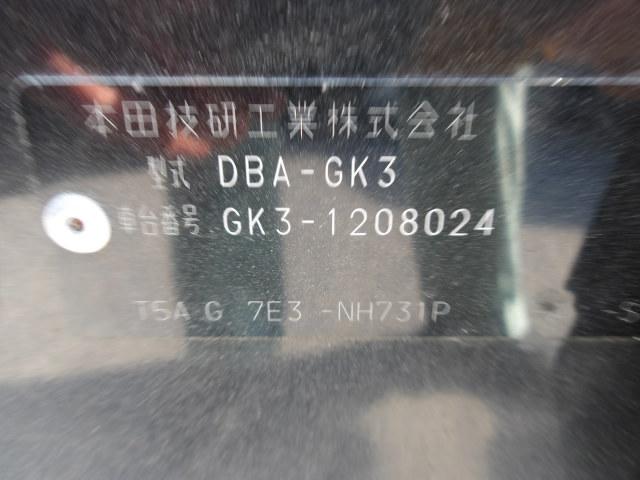 本田技研工業株式会社
型式 DBA-GK3
車台番号 GK3-1208024
T5A G 7E3 -NH731P -S